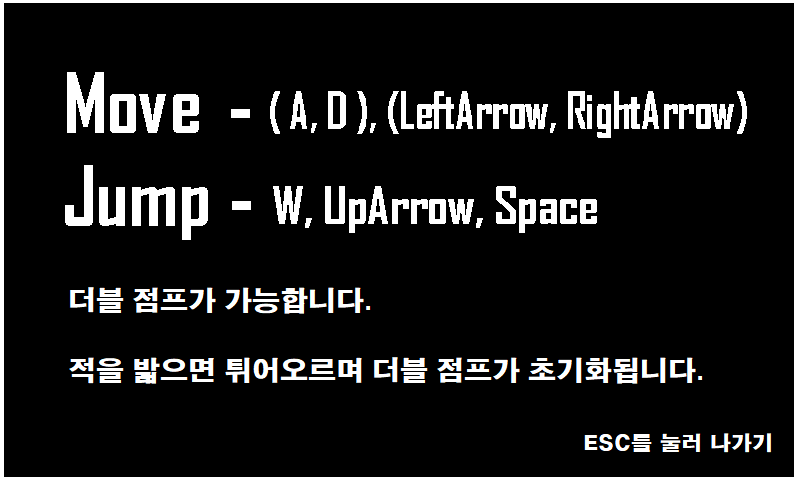 Move - ( A, D ), (LeftArrow, RightArrow)
Jump - W, UpArrow, Space
더블 점프가 가능합니다.
적을 밟으면 튀어오르며 더블 점프가 초기화됩니다.
ESC를 눌러 나가기